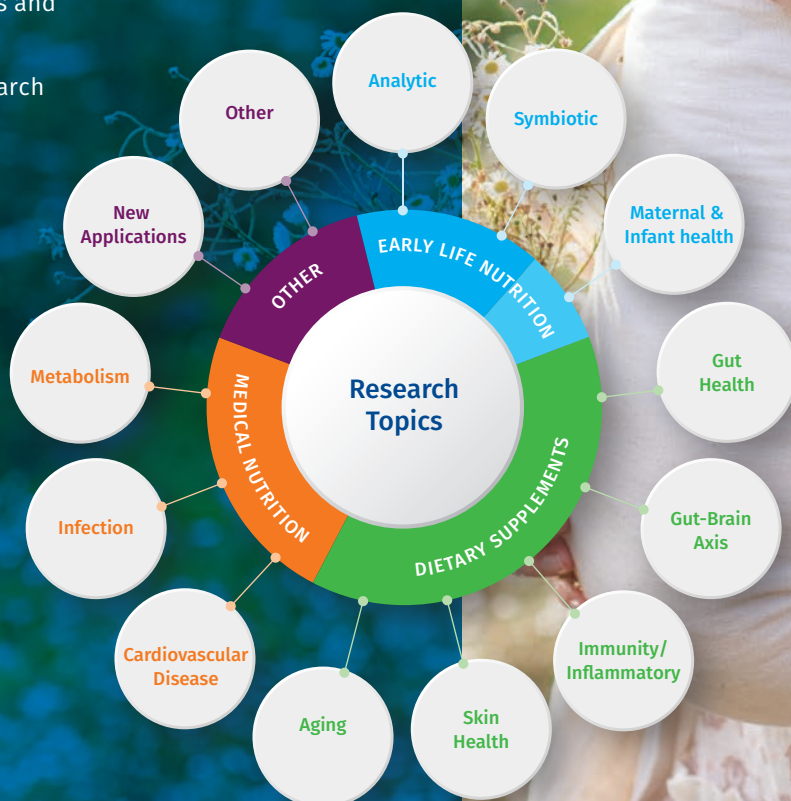 s and
arch
Analytic
Symbiotic
Maternal &
Infant health
Gut
Health
Gut-Brain
Axis
Immunity/
Inflammatory
Skin
Health
Aging
Cardiovascular
Disease
Infection
Metabolism
New
Applications
Other
EARLY LIFE NUTRITION
DIETARY SUPPLEMENTS
MEDICAL NUTRITION
OTHER
Research
Topics